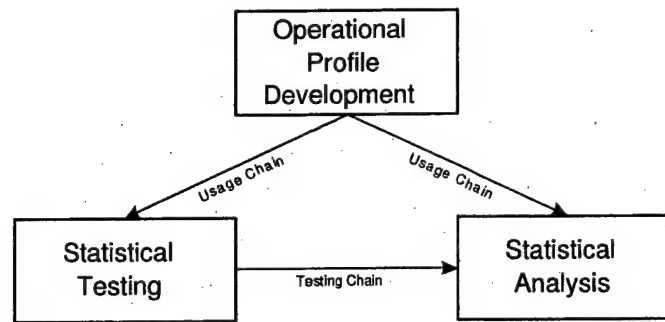 Operational
Profile
Development
Usage Chain
Usage Chain
Statistical
Testing
Testing Chain
Statistical
Analysis